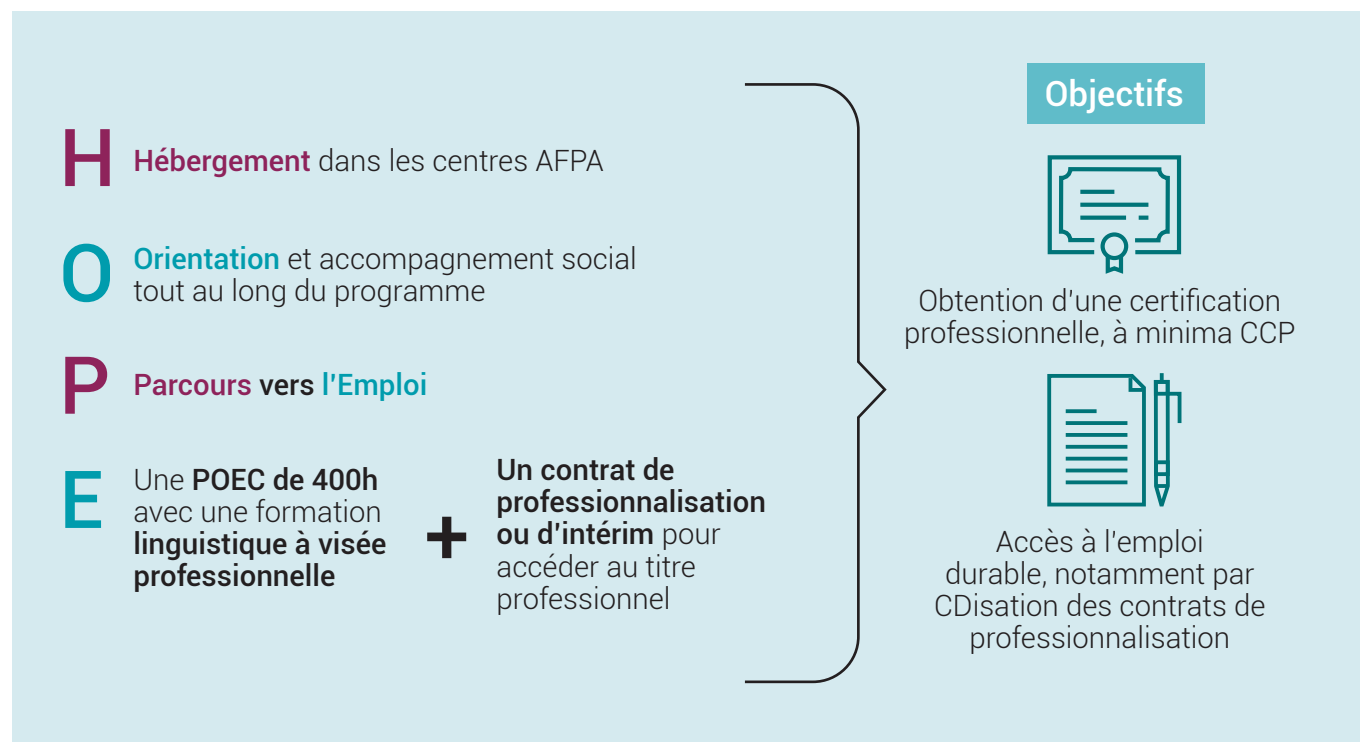 H
Hébergement dans les centres AFPA
O
Orientation et accompagnement social
tout au long du programme
P
Parcours vers l'Emploi
E
Une POEC de 400h
avec une formation
linguistique à visée
professionnelle
+
Un contrat de
professionnalisation
ou d'intérim pour
accéder au titre
professionnel
Objectifs
Obtention d'une certification
professionnelle, à minima CCP
Accès à l'emploi
durable, notamment par
CDisation des contrats de
professionnalisation